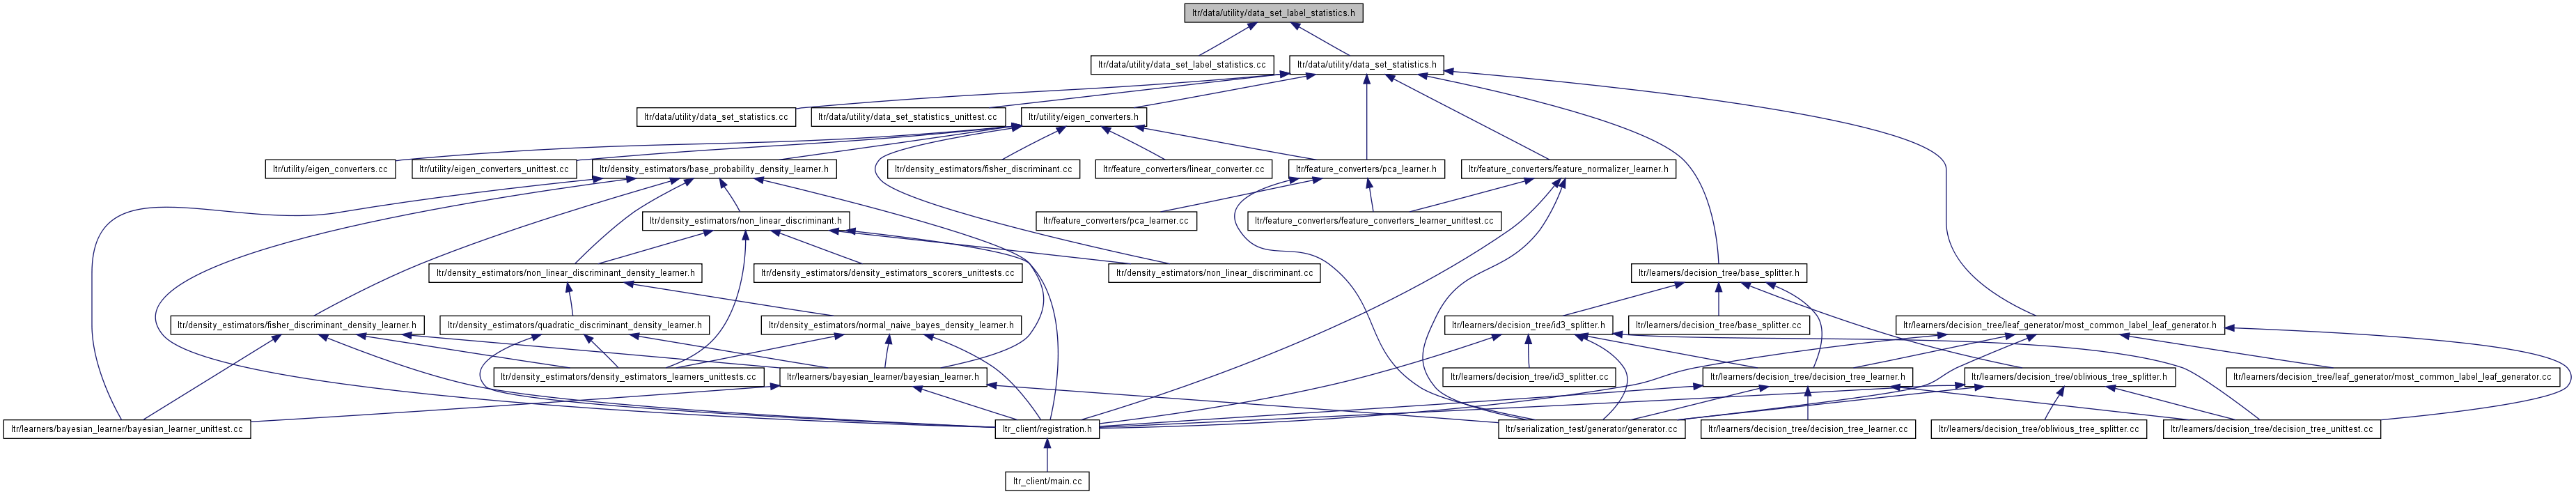 ltr/data/utility/data_set_label_statistics.h
ltr/data/utility/data_set_label_statistics.cc
ltr/data/utility/data_set_statistics.h
ltr/data/utility/data_set_statistics.cc
ltr/data/utility/data_set_statistics_unittest.cc
ltr/utility/eigen_converters.h
ltr/utility/eigen_converters.cc
ltr/utility/eigen_converters_unittest.cc
ltr/density_estimators/base_probability_density_learner.h
ltr/density_estimators/fisher_discriminant.cc
ltr/feature_converters/linear_converter.cc
ltr/feature_converters/pca_learner.h
ltr/feature_converters/feature_normalizer_learner.h
ltr/density_estimators/non_linear_discriminant.h
ltr/feature_converters/pca_learner.cc
ltr/feature_converters/feature_converters_learner_unittest.cc
ltr/density_estimators/non_linear_discriminant_density_learner.h
ltr/density_estimators/density_estimators_scorers_unittests.cc
ltr/density_estimators/non_linear_discriminant.cc
ltr/learners/decision_tree/base_splitter.h
ltr/density_estimators/fisher_discriminant_density_learner.h
ltr/density_estimators/quadratic_discriminant_density_learner.h
ltr/density_estimators/normal_naive_bayes_density_learner.h
ltr/learners/decision_tree/id3_splitter.h
ltr/learners/decision_tree/base_splitter.cc
ltr/learners/decision_tree/leaf_generator/most_common_label_leaf_generator.h
ltr/density_estimators/density_estimators_learners_unittests.cc
ltr/learners/bayesian_learner/bayesian_learner.h
ltr/learners/decision_tree/id3_splitter.cc
ltr/learners/decision_tree/decision_tree_learner.h
ltr/learners/decision_tree/oblivious_tree_splitter.h
ltr/learners/decision_tree/leaf_generator/most_common_label_leaf_generator.cc
ltr/learners/bayesian_learner/bayesian_learner_unittest.cc
ltr_client/registration.h
ltr/serialization_test/generator/generator.cc
ltr/learners/decision_tree/decision_tree_learner.cc
ltr/learners/decision_tree/oblivious_tree_splitter.cc
ltr/learners/decision_tree/decision_tree_unittest.cc
ltr_client/main.cc